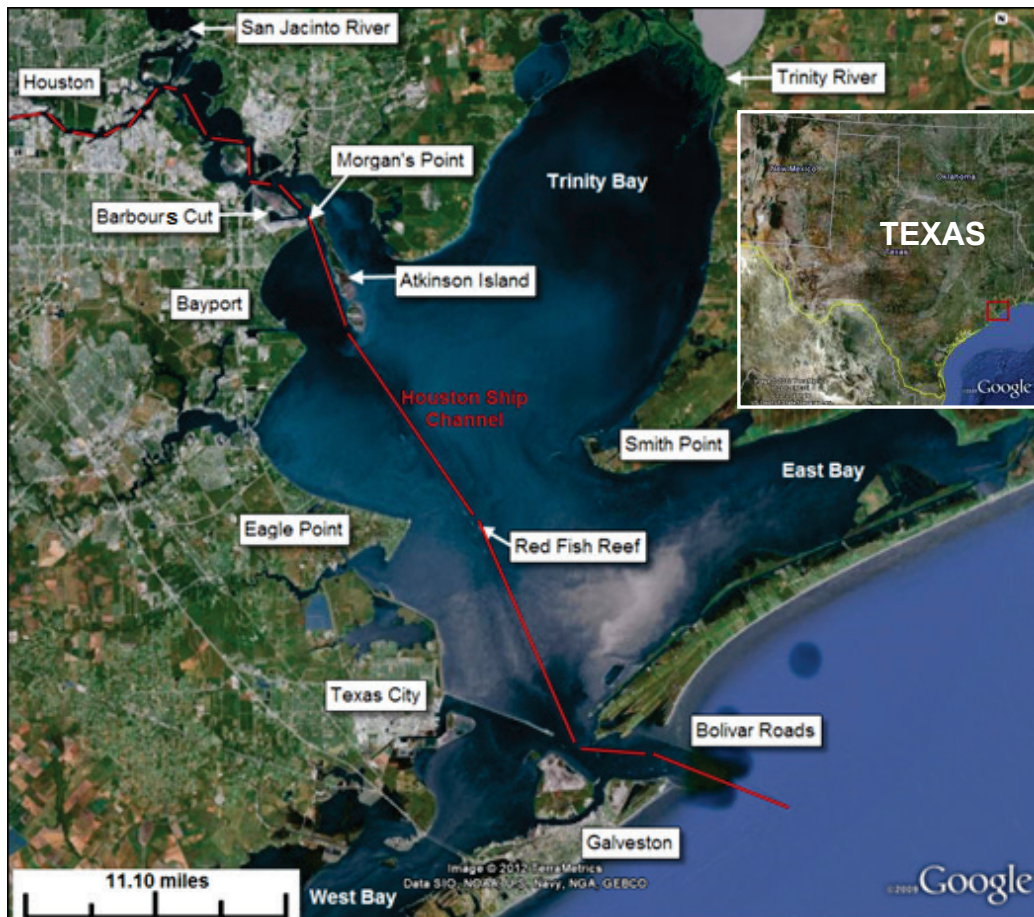 San Jacinto River
Houston
Trinity River
Morgan's Point
Trinity Bay
New Mexico
Oklahoma
TEXAS
Texas
Barbours Cut
Atkinson Island
Bayport
Google
Houston Ship
Channel
Smith Point
East Bay
Eagle Point
Red Fish Reef
Texas City
Bolivar Roads
Galveston
Image © 2012 TerraMetrics
Data SIO, NOAA, U.S. Navy, NGA, GEBCO
11.10 miles
West Bay
©2009 Google
N